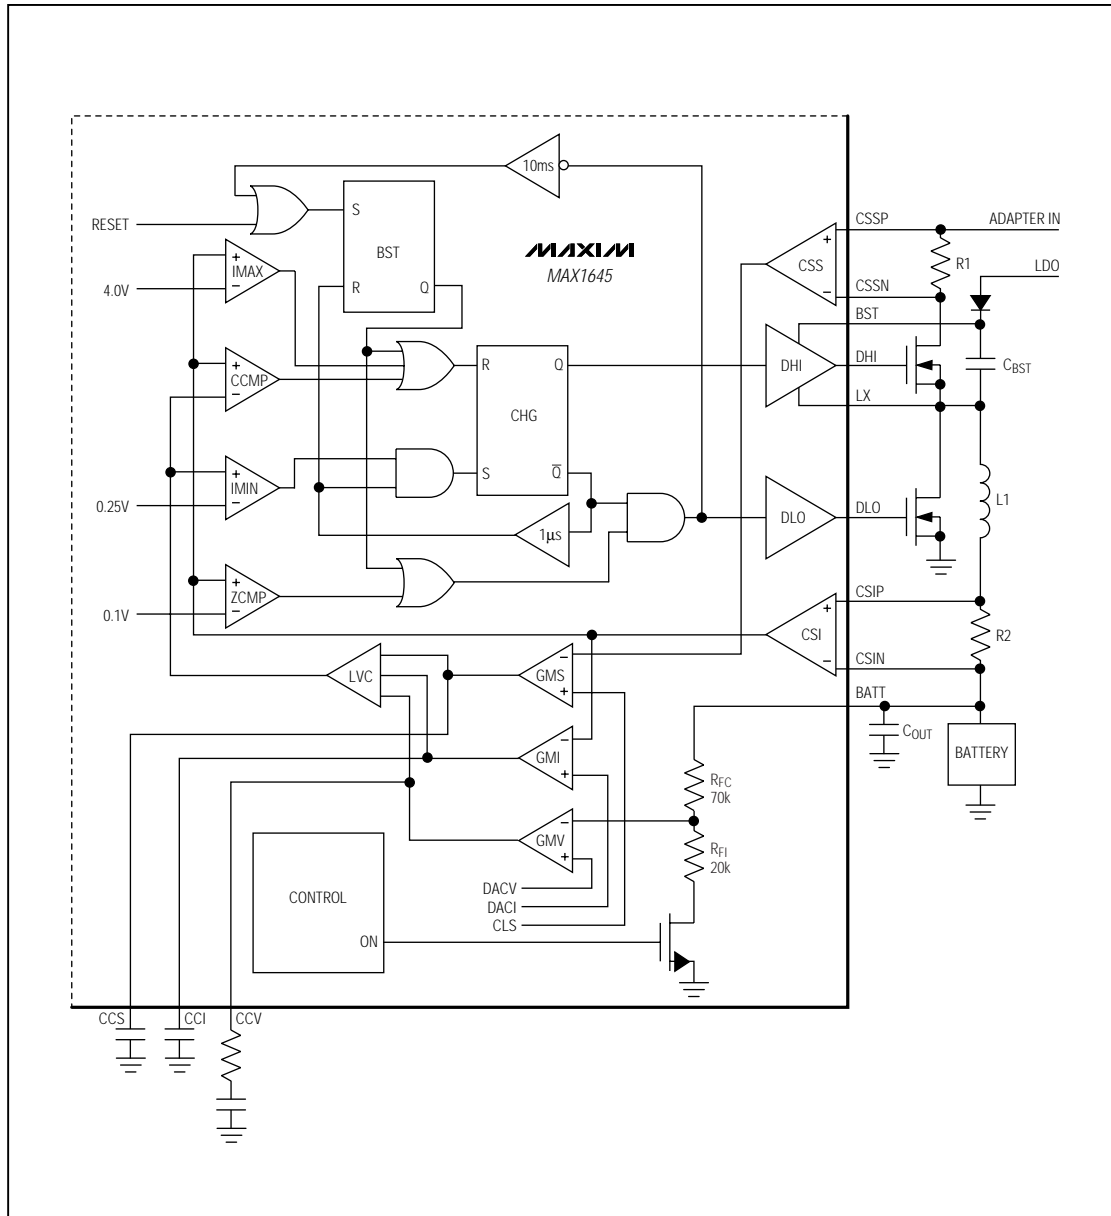 10ms
CSSP
ADAPTER IN
S
RESET
BST
MAXIM
MAX1645
CSS
R1
LDO
IMAX
4.0V
R
Q
CSSN
BST
R
Q
DHI
DHI
CBST
CCMP
LX
CHG
IMIN
S
Q
0.25V
1µs
DLO
DLO
L1
ZCMP
0.1V
CSIP
CSI
R2
CSIN
LVC
GMS
BATT
COUT
BATTERY
GMI
RFC
70k
GMV
RFI
20k
CONTROL
DACV
DACI
CLS
ON
CCS
CCI
CCV
+
−
+
−
+
−
+
−
+
−
+
−
−
+
−
+
−
+